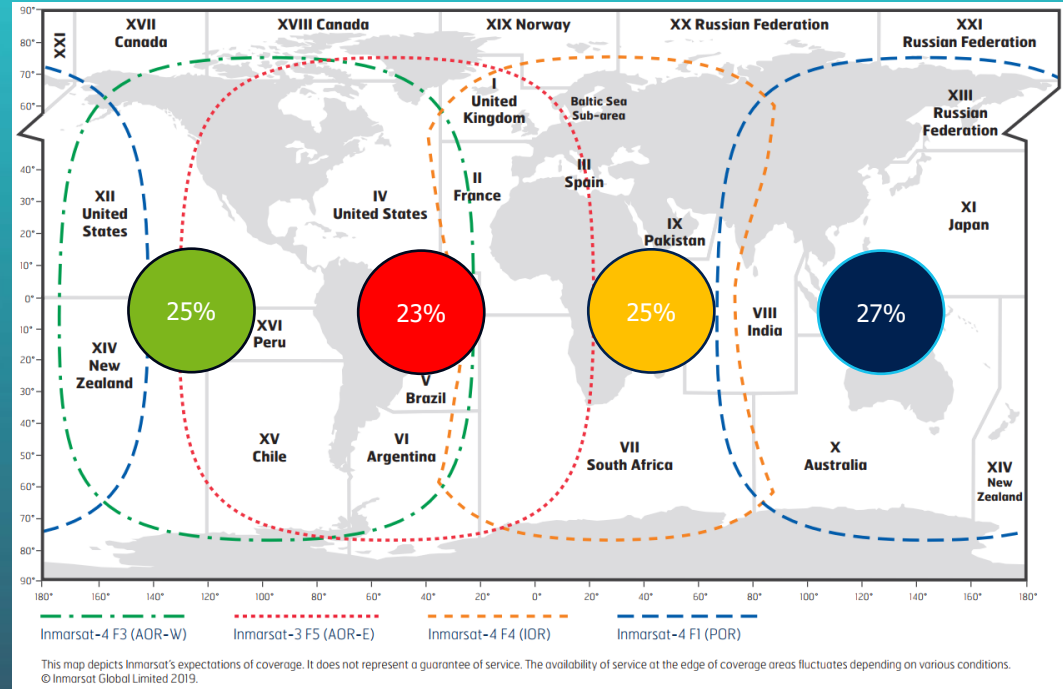 90°
XXI
XVII
Canada
XVIII Canada
XIX Norway
XX Russian Federation
XXI
Russian Federation
80°
70°
60°
40°
30°
20°
10°
0°
10°
20°
30°
40°
50°
60°
70°
80°
90°
I
United
Kingdom
Baltic Sea
Sub-area
XIII
Russian
Federation
XII
United
States
IV
United States
II
France
III
Spain
IX
Pakistan
XI
Japan
25%
23%
25%
27%
XVI
Peru
VIII
India
XIV
New
Zealand
V
Brazil
XV
Chile
VI
Argentina
VII
South Africa
X
Australia
XIV
New
Zealand
180° 160° 140° 120° 100° 80° 60° 40° 20° 0° 20° 40° 60° 80° 100° 120° 140° 160° 180°
Inmarsat-4 F3 (AOR-W)
Inmarsat-3 F5 (AOR-E)
Inmarsat-4 F4 (IOR)
Inmarsat-4 F1 (POR)
This map depicts Inmarsat's expectations of coverage. It does not represent a guarantee of service. The availability of service at the edge of coverage areas fluctuates depending on various conditions.
© Inmarsat Global Limited 2019.